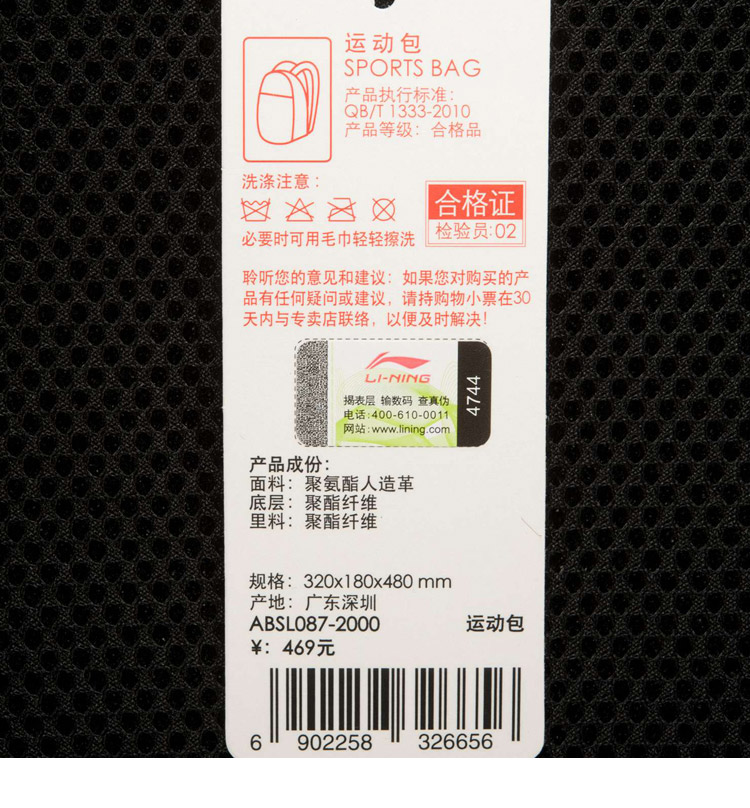 运动包
SPORTS BAG
产品执行标准:
QB/T 1333-2010
产品等级: 合格品
洗涤注意:
合格证
检验员:02
必要时可用毛巾轻轻擦洗
聆听您的意见和建议: 如果您对购买的产
品有任何疑问或建议, 请持购物小票在30
天内与专卖店联络, 以便及时解决!
LI-NING
揭表层 输数码 查真伪
电话:400-610-0011
网站:www.lining.com
4744
产品成份:
面料: 聚氨酯人造革
底层: 聚酯纤维
里料: 聚酯纤维
规格: 320x180x480 mm
产地: 广东深圳
ABSL087-2000 运动包
¥: 469元
6 902258 326656